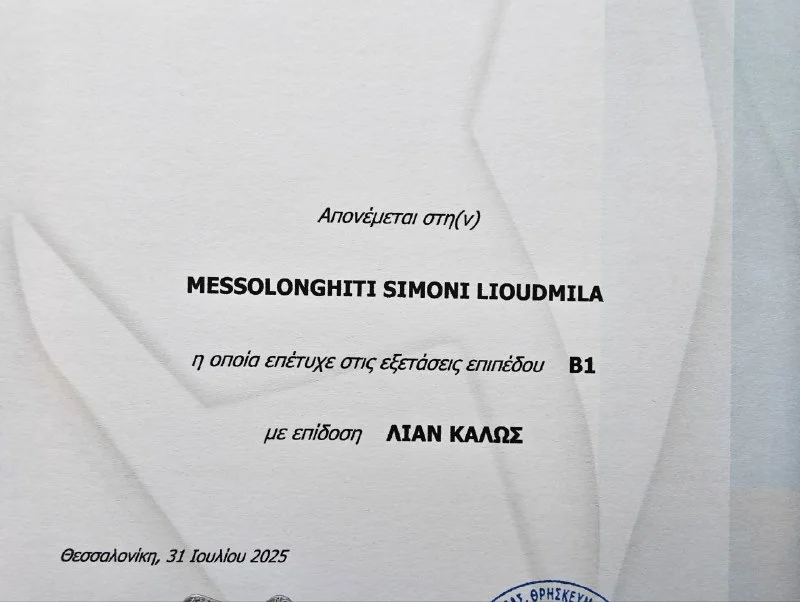 Απονέμεται στη(ν)
MESSOLONGHITI SIMONI LIOUDMILA
η οποία επέτυχε στις εξετάσεις επιπέδου B1
με επίδοση ΛΙΑΝ ΚΑΛΩΣ
Θεσσαλονίκη, 31 Ιουλίου 2025